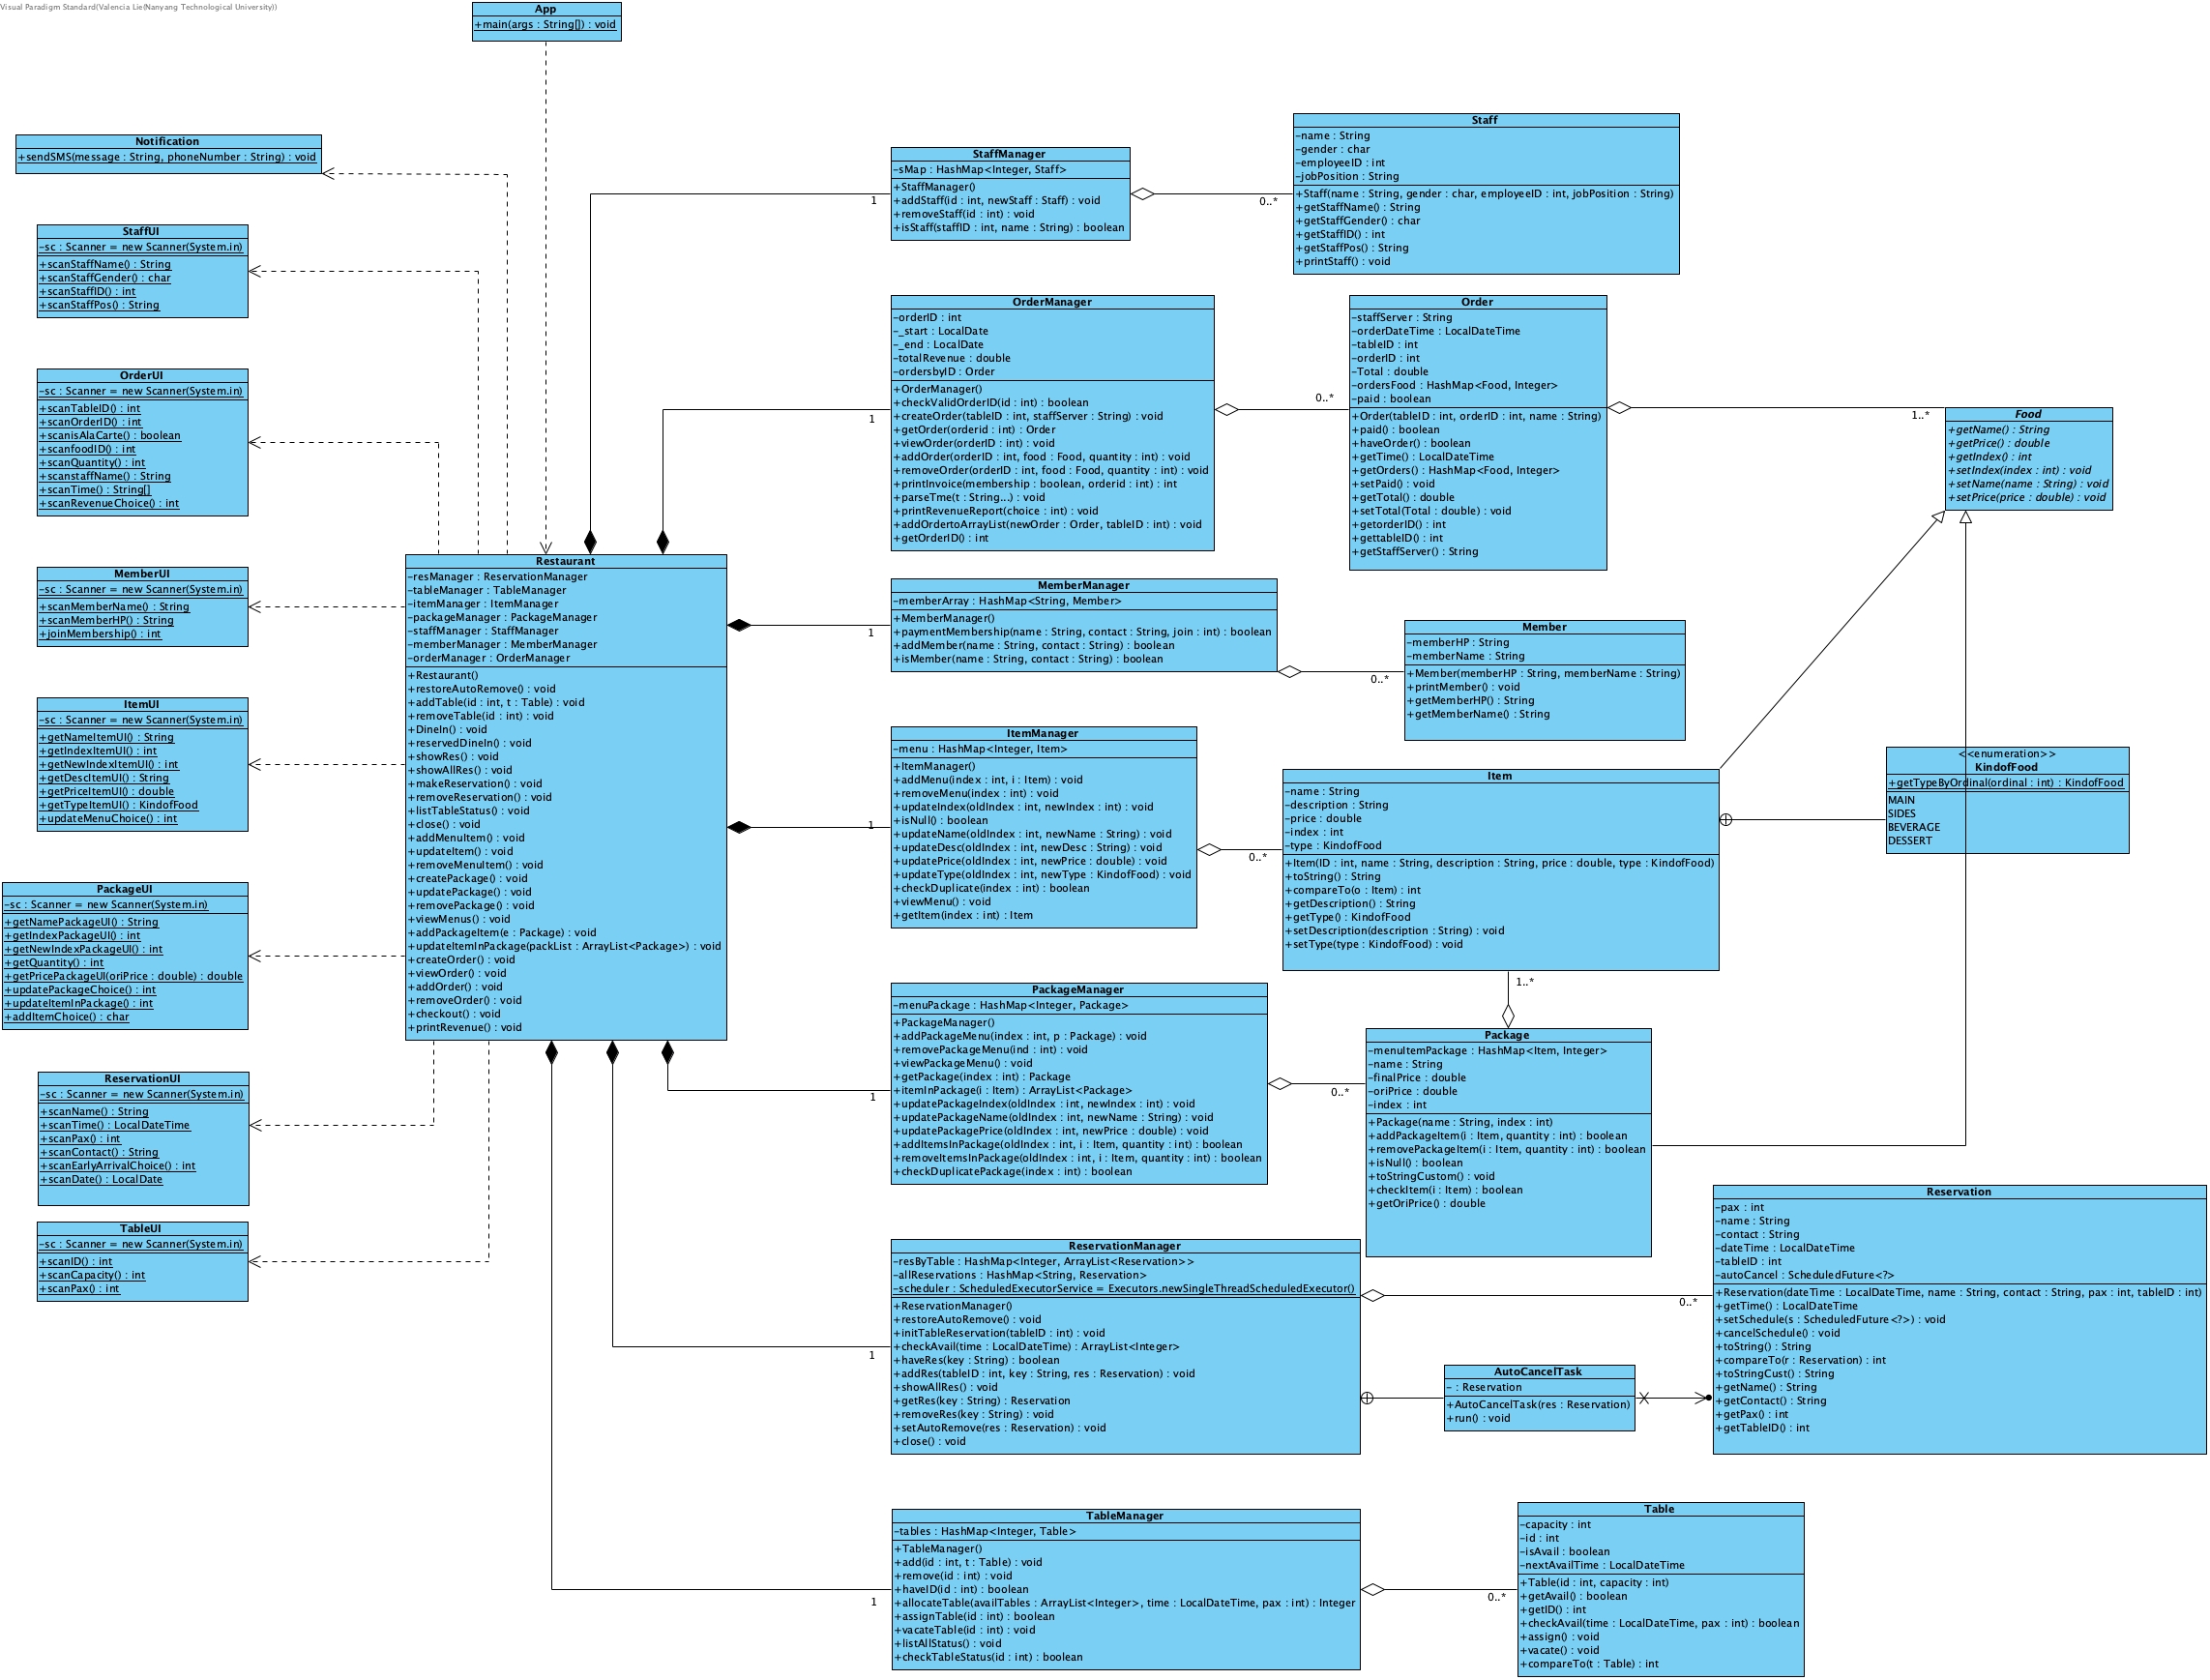 Visual Paradigm Standard(Valencia Lie(Nanyang Technological University))
App
+main(args : String[]) : void
Notification
+sendSMS(message : String, phoneNumber : String) : void
StaffUI
-sc : Scanner = new Scanner(System.in)
+scanStaffName() : String
+scanStaffGender() : char
+scanStaffID() : int
+scanStaffPos() : String
OrderUI
-sc : Scanner = new Scanner(System.in)
+scanTableID() : int
+scanOrderID() : int
+scanisAlaCarte() : boolean
+scanfoodID() : int
+scanQuantity() : int
+scanstaffName() : String
+scanTime() : String[]
+scanRevenueChoice() : int
MemberUI
-sc : Scanner = new Scanner(System.in)
+scanMemberName() : String
+scanMemberHP() : String
+joinMembership() : int
ItemUI
-sc : Scanner = new Scanner(System.in)
+getNameItemUI() : String
+getIndexItemUI() : int
+getNewIndexItemUI() : int
+getDescItemUI() : String
+getPriceItemUI() : double
+getTypeItemUI() : KindofFood
+updateMenuChoice() : int
PackageUI
-sc : Scanner = new Scanner(System.in)
+getNamePackageUI() : String
+getIndexPackageUI() : int
+getNewIndexPackageUI() : int
+getQuantity() : int
+getPricePackageUI(oriPrice : double) : double
+updatePackageChoice() : int
+updateItemInPackage() : int
+addItemChoice() : char
ReservationUI
-sc : Scanner = new Scanner(System.in)
+scanName() : String
+scanTime() : LocalDateTime
+scanPax() : int
+scanContact() : String
+scanEarlyArrivalChoice() : int
+scanDate() : LocalDate
TableUI
-sc : Scanner = new Scanner(System.in)
+scanID() : int
+scanCapacity() : int
+scanPax() : int
Restaurant
-resManager : ReservationManager
-tableManager : TableManager
-itemManager : ItemManager
-packageManager : PackageManager
-staffManager : StaffManager
-memberManager : MemberManager
-orderManager : OrderManager
+Restaurant()
+restoreAutoRemove() : void
+addTable(id : int, t : Table) : void
+removeTable(id : int) : void
+DineIn() : void
+reservedDineIn() : void
+showRes() : void
+showAllRes() : void
+makeReservation() : void
+removeReservation() : void
+listTableStatus() : void
+close() : void
+addMenuItem() : void
+updateItem() : void
+removeMenuItem() : void
+createPackage() : void
+updatePackage() : void
+removePackage() : void
+viewMenus() : void
+addPackageItem(e : Package) : void
+updateItemInPackage(packList : ArrayList<Package>) : void
+createOrder() : void
+viewOrder() : void
+addOrder() : void
+removeOrder() : void
+checkout() : void
+printRevenue() : void
StaffManager
-sMap : HashMap<Integer, Staff>
+StaffManager()
+addStaff(id : int, newStaff : Staff) : void
+removeStaff(id : int) : void
+isStaff(staffID : int, name : String) : boolean
1
0..*
Staff
-name : String
-gender : char
-employeeID : int
-jobPosition : String
+Staff(name : String, gender : char, employeeID : int, jobPosition : String)
+getStaffName() : String
+getStaffGender() : char
+getStaffID() : int
+getStaffPos() : String
+printStaff() : void
OrderManager
-orderID : int
-_start : LocalDate
-_end : LocalDate
-totalRevenue : double
-ordersbyID : Order
+OrderManager()
+checkValidOrderID(id : int) : boolean
+createOrder(tableID : int, staffServer : String) : void
+getOrder(orderid : int) : Order
+viewOrder(orderID : int) : void
+addOrder(orderID : int, food : Food, quantity : int) : void
+removeOrder(orderID : int, food : Food, quantity : int) : void
+printInvoice(membership : boolean, orderid : int) : int
+parseTme(t : String...) : void
+printRevenueReport(choice : int) : void
+addOrdertoArrayList(newOrder : Order, tableID : int) : void
+getOrderID() : int
1
0..*
Order
-staffServer : String
-orderDateTime : LocalDateTime
-tableID : int
-orderID : int
-Total : double
-ordersFood : HashMap<Food, Integer>
-paid : boolean
+Order(tableID : int, orderID : int, name : String)
+paid() : boolean
+haveOrder() : boolean
+getTime() : LocalDateTime
+getOrders() : HashMap<Food, Integer>
+setPaid() : void
+getTotal() : double
+setTotal(Total : double) : void
+getorderID() : int
+gettableID() : int
+getStaffServer() : String
1..*
Food
+getName() : String
+getPrice() : double
+getIndex() : int
+setIndex(index : int) : void
+setName(name : String) : void
+setPrice(price : double) : void
MemberManager
-memberArray : HashMap<String, Member>
+MemberManager()
+paymentMembership(name : String, contact : String, join : int) : boolean
+addMember(name : String, contact : String) : boolean
+isMember(name : String, contact : String) : boolean
1
0..*
Member
-memberHP : String
-memberName : String
+Member(memberHP : String, memberName : String)
+printMember() : void
+getMemberHP() : String
+getMemberName() : String
ItemManager
-menu : HashMap<Integer, Item>
+ItemManager()
+addMenu(index : int, i : Item) : void
+removeMenu(index : int) : void
+updateIndex(oldIndex : int, newIndex : int) : void
+isNull() : boolean
+updateName(oldIndex : int, newName : String) : void
+updateDesc(oldIndex : int, newDesc : String) : void
+updatePrice(oldIndex : int, newPrice : double) : void
+updateType(oldIndex : int, newType : KindofFood) : void
+checkDuplicate(index : int) : boolean
+viewMenu() : void
+getItem(index : int) : Item
1
0..*
Item
-name : String
-description : String
-price : double
-index : int
-type : KindofFood
+Item(ID : int, name : String, description : String, price : double, type : KindofFood)
+toString() : String
+compareTo(o : Item) : int
+getDescription() : String
+getType() : KindofFood
+setDescription(description : String) : void
+setType(type : KindofFood) : void
<<enumeration>>
KindofFood
+getTypeByOrdinal(ordinal : int) : KindofFood
MAIN
SIDES
BEVERAGE
DESSERT
1..*
PackageManager
-menuPackage : HashMap<Integer, Package>
+PackageManager()
+addPackageMenu(index : int, p : Package) : void
+removePackageMenu(ind : int) : void
+viewPackageMenu() : void
+getPackage(index : int) : Package
+itemInPackage(i : Item) : ArrayList<Package>
+updatePackageIndex(oldIndex : int, newIndex : int) : void
+updatePackageName(oldIndex : int, newName : String) : void
+updatePackagePrice(oldIndex : int, newPrice : double) : void
+addItemsInPackage(oldIndex : int, i : Item, quantity : int) : boolean
+removeItemsInPackage(oldIndex : int, i : Item, quantity : int) : boolean
+checkDuplicatePackage(index : int) : boolean
1
0..*
Package
-menuItemPackage : HashMap<Item, Integer>
-name : String
-finalPrice : double
-oriPrice : double
-index : int
+Package(name : String, index : int)
+addPackageItem(i : Item, quantity : int) : boolean
+removePackageItem(i : Item, quantity : int) : boolean
+isNull() : boolean
+toStringCustom() : void
+checkItem(i : Item) : boolean
+getOriPrice() : double
ReservationManager
-resByTable : HashMap<Integer, ArrayList<Reservation>>
-allReservations : HashMap<String, Reservation>
-scheduler : ScheduledExecutorService = Executors.newSingleThreadScheduledExecutor()
+ReservationManager()
+restoreAutoRemove() : void
+initTableReservation(tableID : int) : void
+checkAvail(time : LocalDateTime) : ArrayList<Integer>
+haveRes(key : String) : boolean
+addRes(tableID : int, key : String, res : Reservation) : void
+showAllRes() : void
+getRes(key : String) : Reservation
+removeRes(key : String) : void
+setAutoRemove(res : Reservation) : void
+close() : void
1
0..*
AutoCancelTask
- : Reservation
+AutoCancelTask(res : Reservation)
+run() : void
Reservation
-pax : int
-name : String
-contact : String
-dateTime : LocalDateTime
-tableID : int
-autoCancel : ScheduledFuture<?>
+Reservation(dateTime : LocalDateTime, name : String, contact : String, pax : int, tableID : int)
+getTime() : LocalDateTime
+setSchedule(s : ScheduledFuture<?>) : void
+cancelSchedule() : void
+toString() : String
+compareTo(r : Reservation) : int
+toStringCust() : String
+getName() : String
+getContact() : String
+getPax() : int
+getTableID() : int
TableManager
-tables : HashMap<Integer, Table>
+TableManager()
+add(id : int, t : Table) : void
+remove(id : int) : void
+haveID(id : int) : boolean
+allocateTable(availTables : ArrayList<Integer>, time : LocalDateTime, pax : int) : Integer
+assignTable(id : int) : boolean
+vacateTable(id : int) : void
+listAllStatus() : void
+checkTableStatus(id : int) : boolean
1
0..*
Table
-capacity : int
-id : int
-isAvail : boolean
-nextAvailTime : LocalDateTime
+Table(id : int, capacity : int)
+getAvail() : boolean
+getID() : int
+checkAvail(time : LocalDateTime, pax : int) : boolean
+assign() : void
+vacate() : void
+compareTo(t : Table) : int